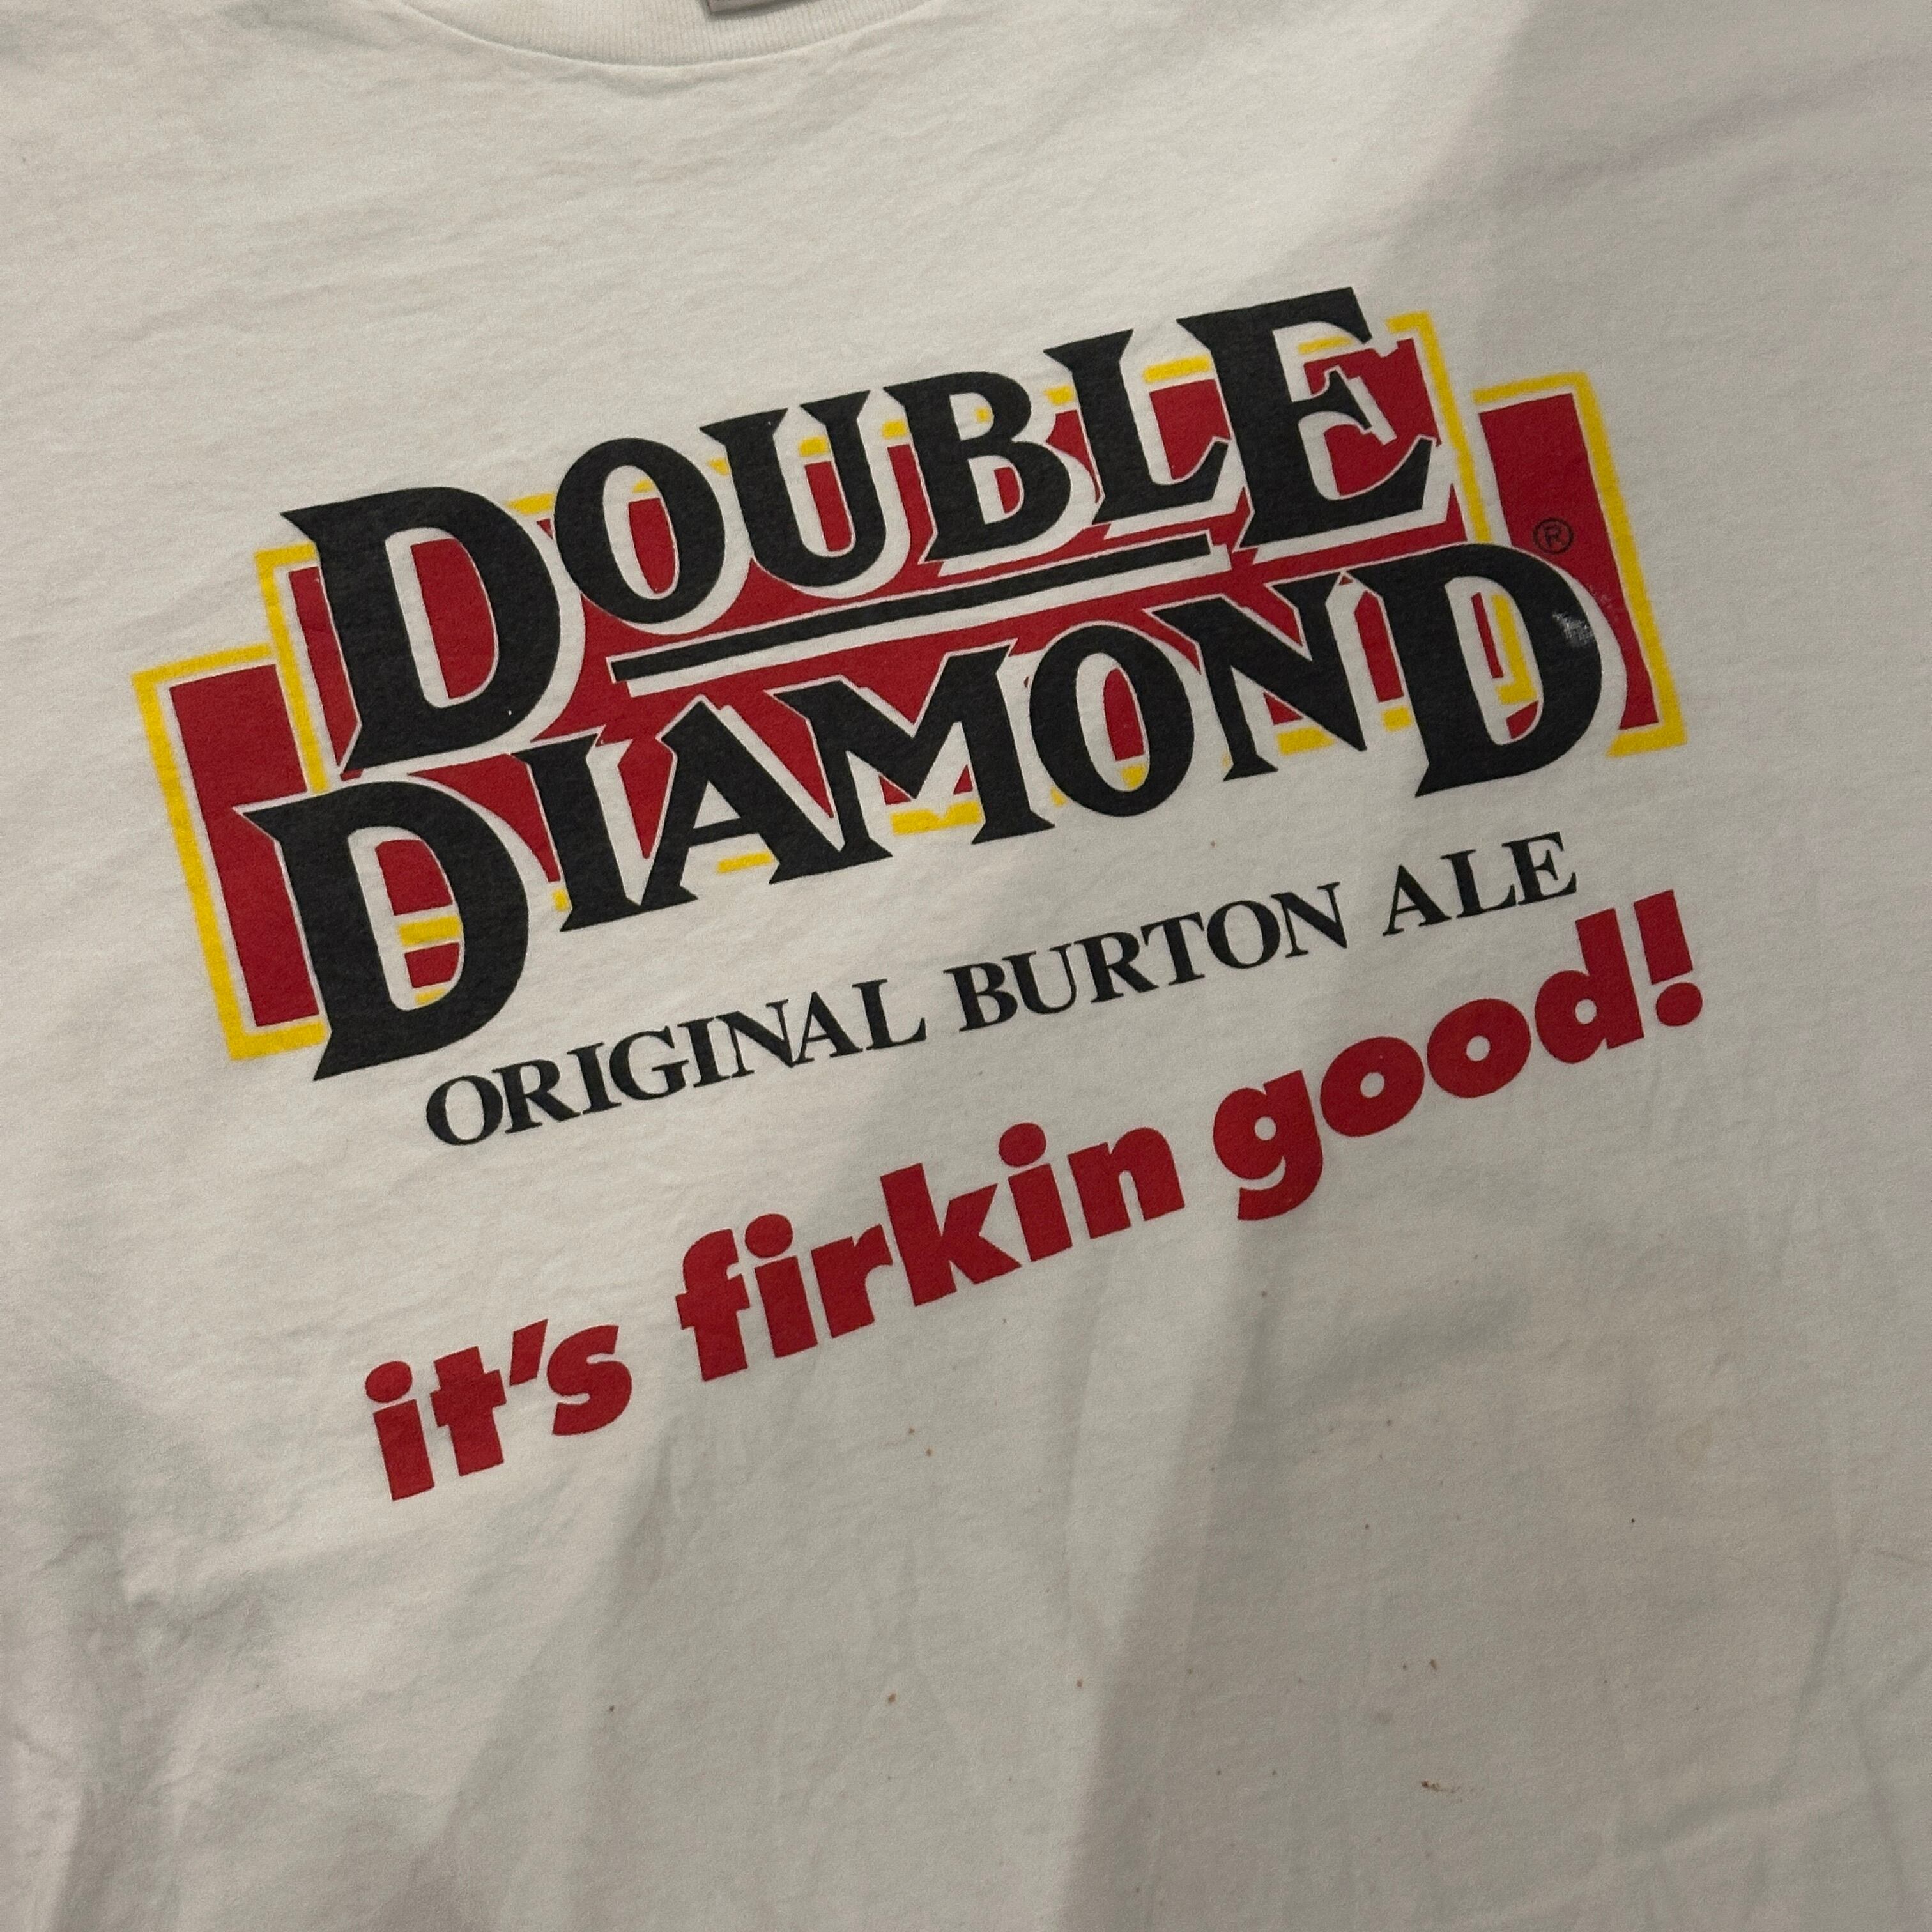 DOUBLE
DIAMOND®
ORIGINAL BURTON ALE
it's firkin good!